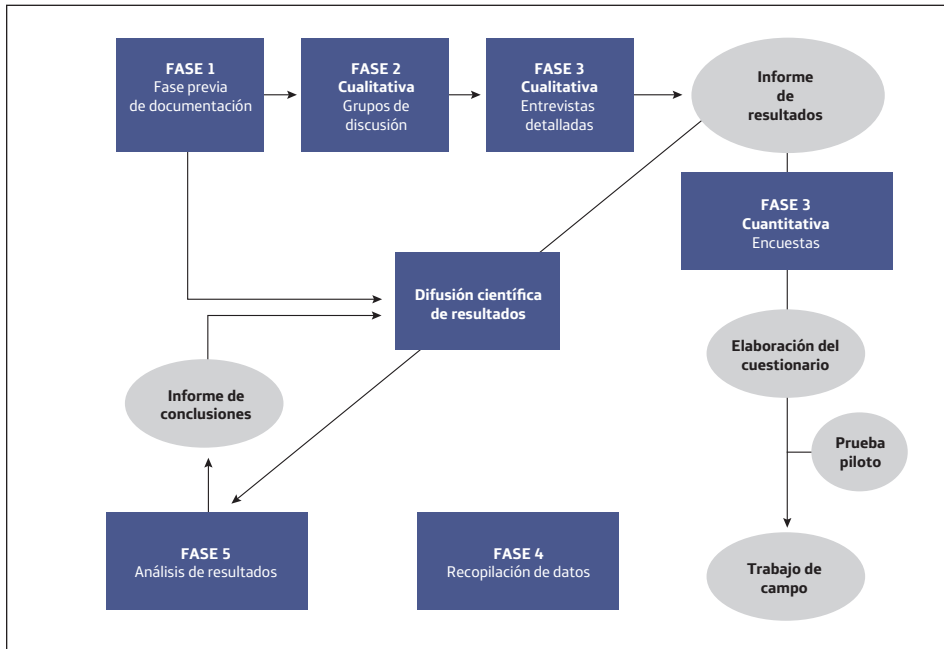 FASE 1
Fase previa
de documentación
FASE 2
Cualitativa
Grupos de
discusión
FASE 3
Cualitativa
Entrevistas
detalladas
Informe
de
resultados
FASE 3
Cuantitativa
Encuestas
Difusión científica
de resultados
Elaboración del
cuestionario
Informe de
conclusiones
Prueba
piloto
FASE 5
Análisis de resultados
FASE 4
Recopilación de datos
Trabajo de
campo